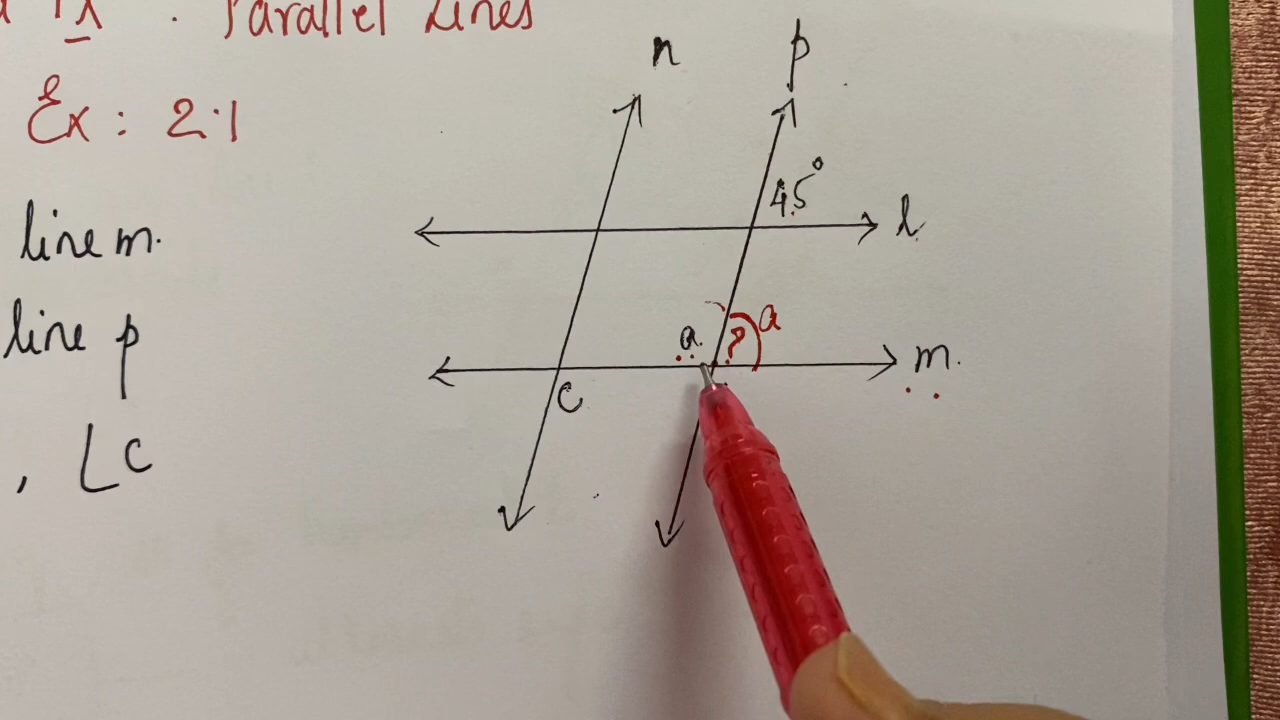 Parallel Lines
Ex: 2.1
n
p
line m.
45°
l
line p
a
? a
m.
, ∠c
c